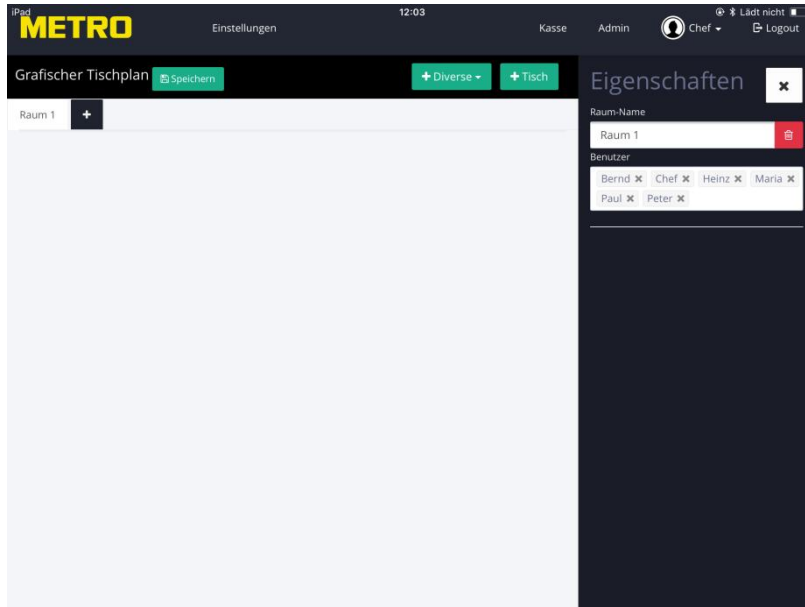 iPad 12:03 Lädt nicht
METRO Einstellungen Kasse Admin Chef Logout
Grafischer Tischplan Speichern + Diverse + Tisch
Eigenschaften
Raum 1 +
Raum-Name
Raum 1
Benutzer
Bernd × Chef × Heinz × Maria ×
Paul × Peter ×